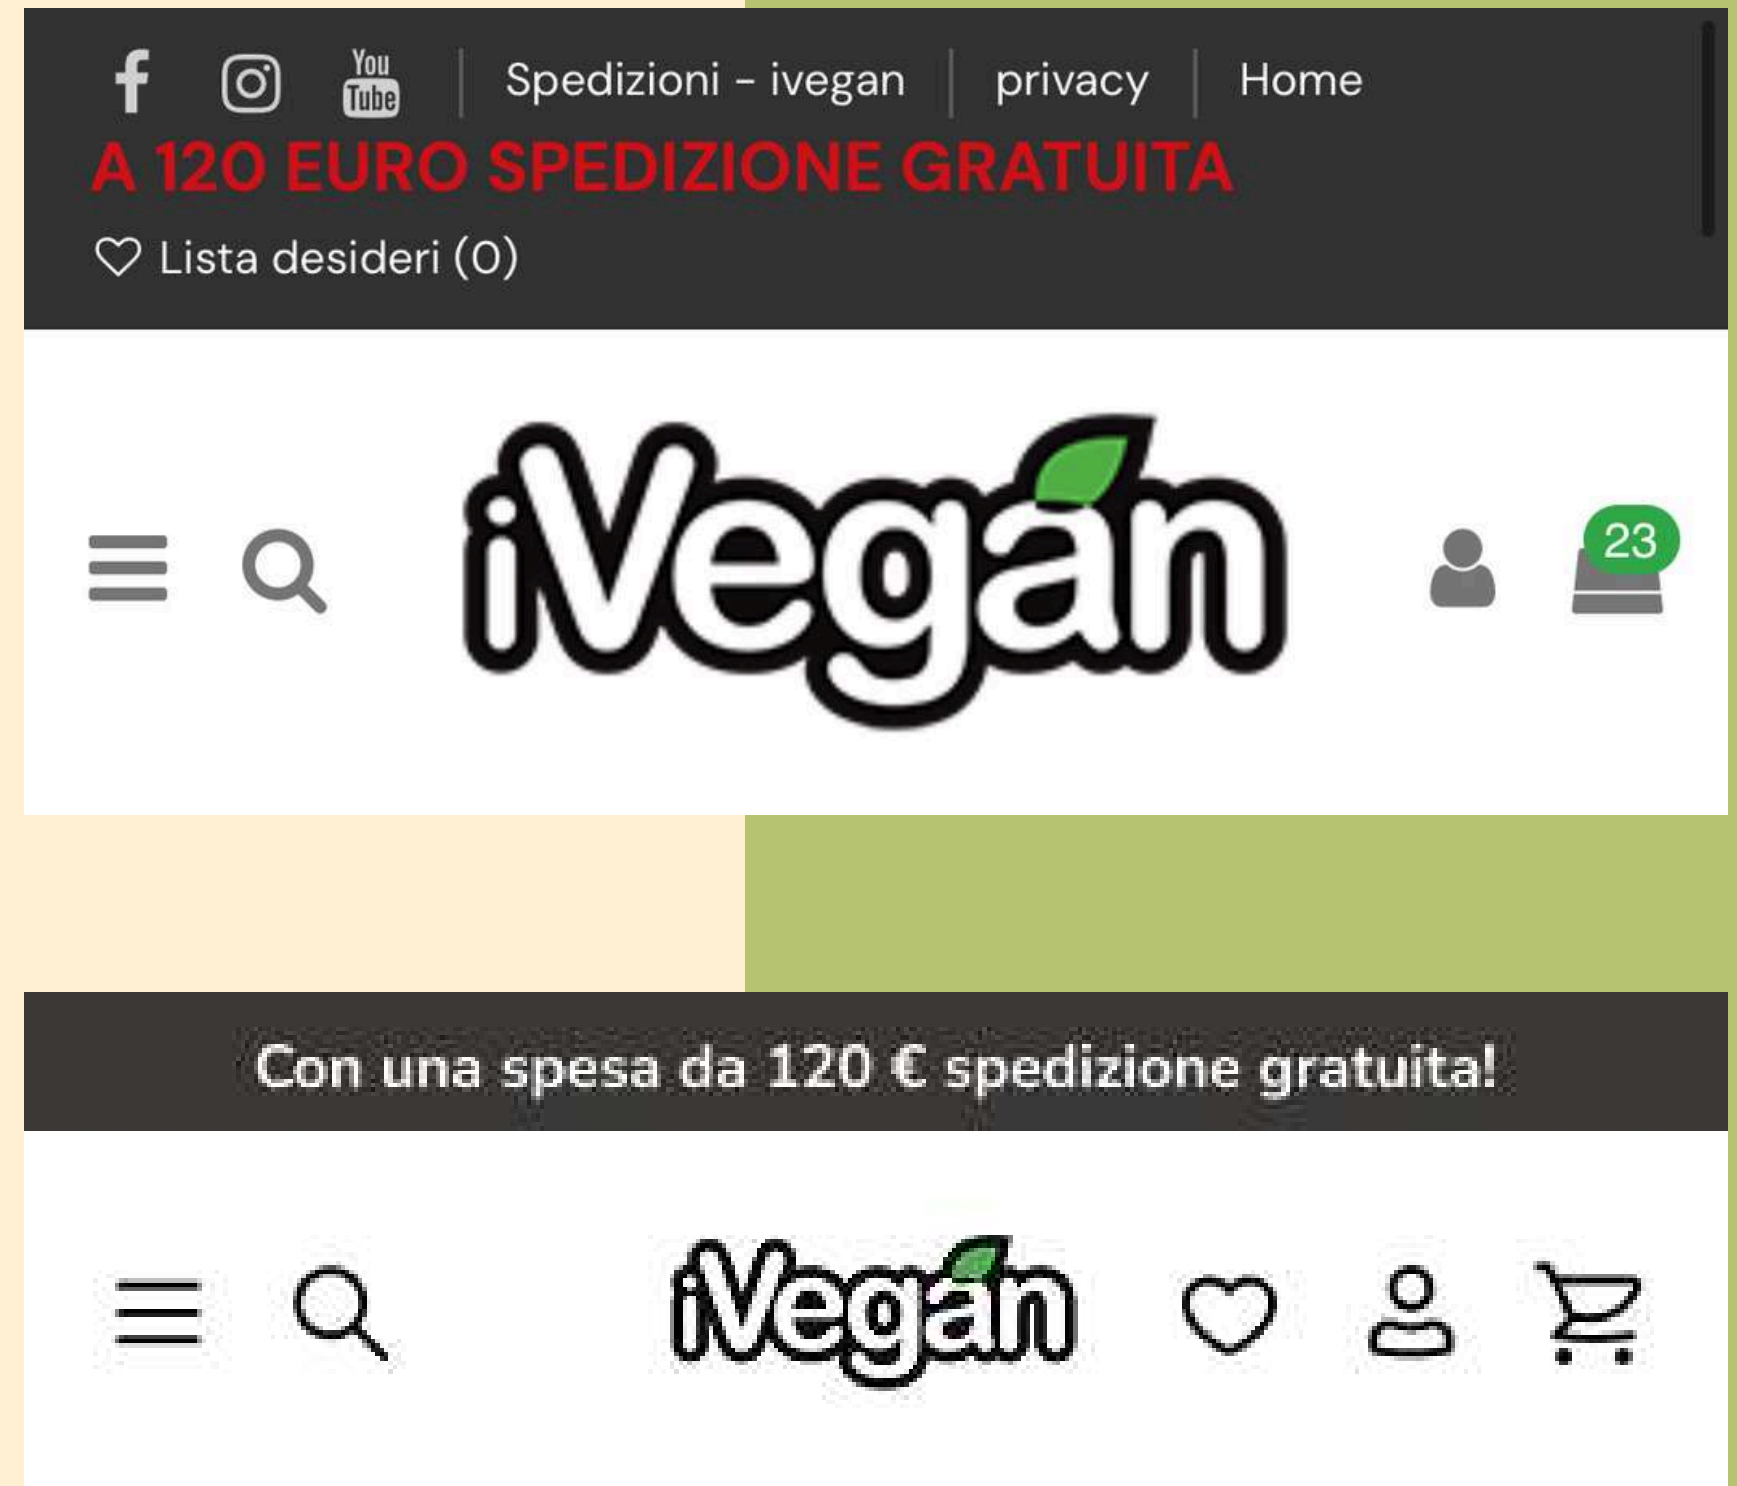 You Tube Spedizioni - ivegan privacy Home
A 120 EURO SPEDIZIONE GRATUITA
Lista desideri (0)
iVegan
23
Con una spesa da 120 € spedizione gratuita!
iVegan